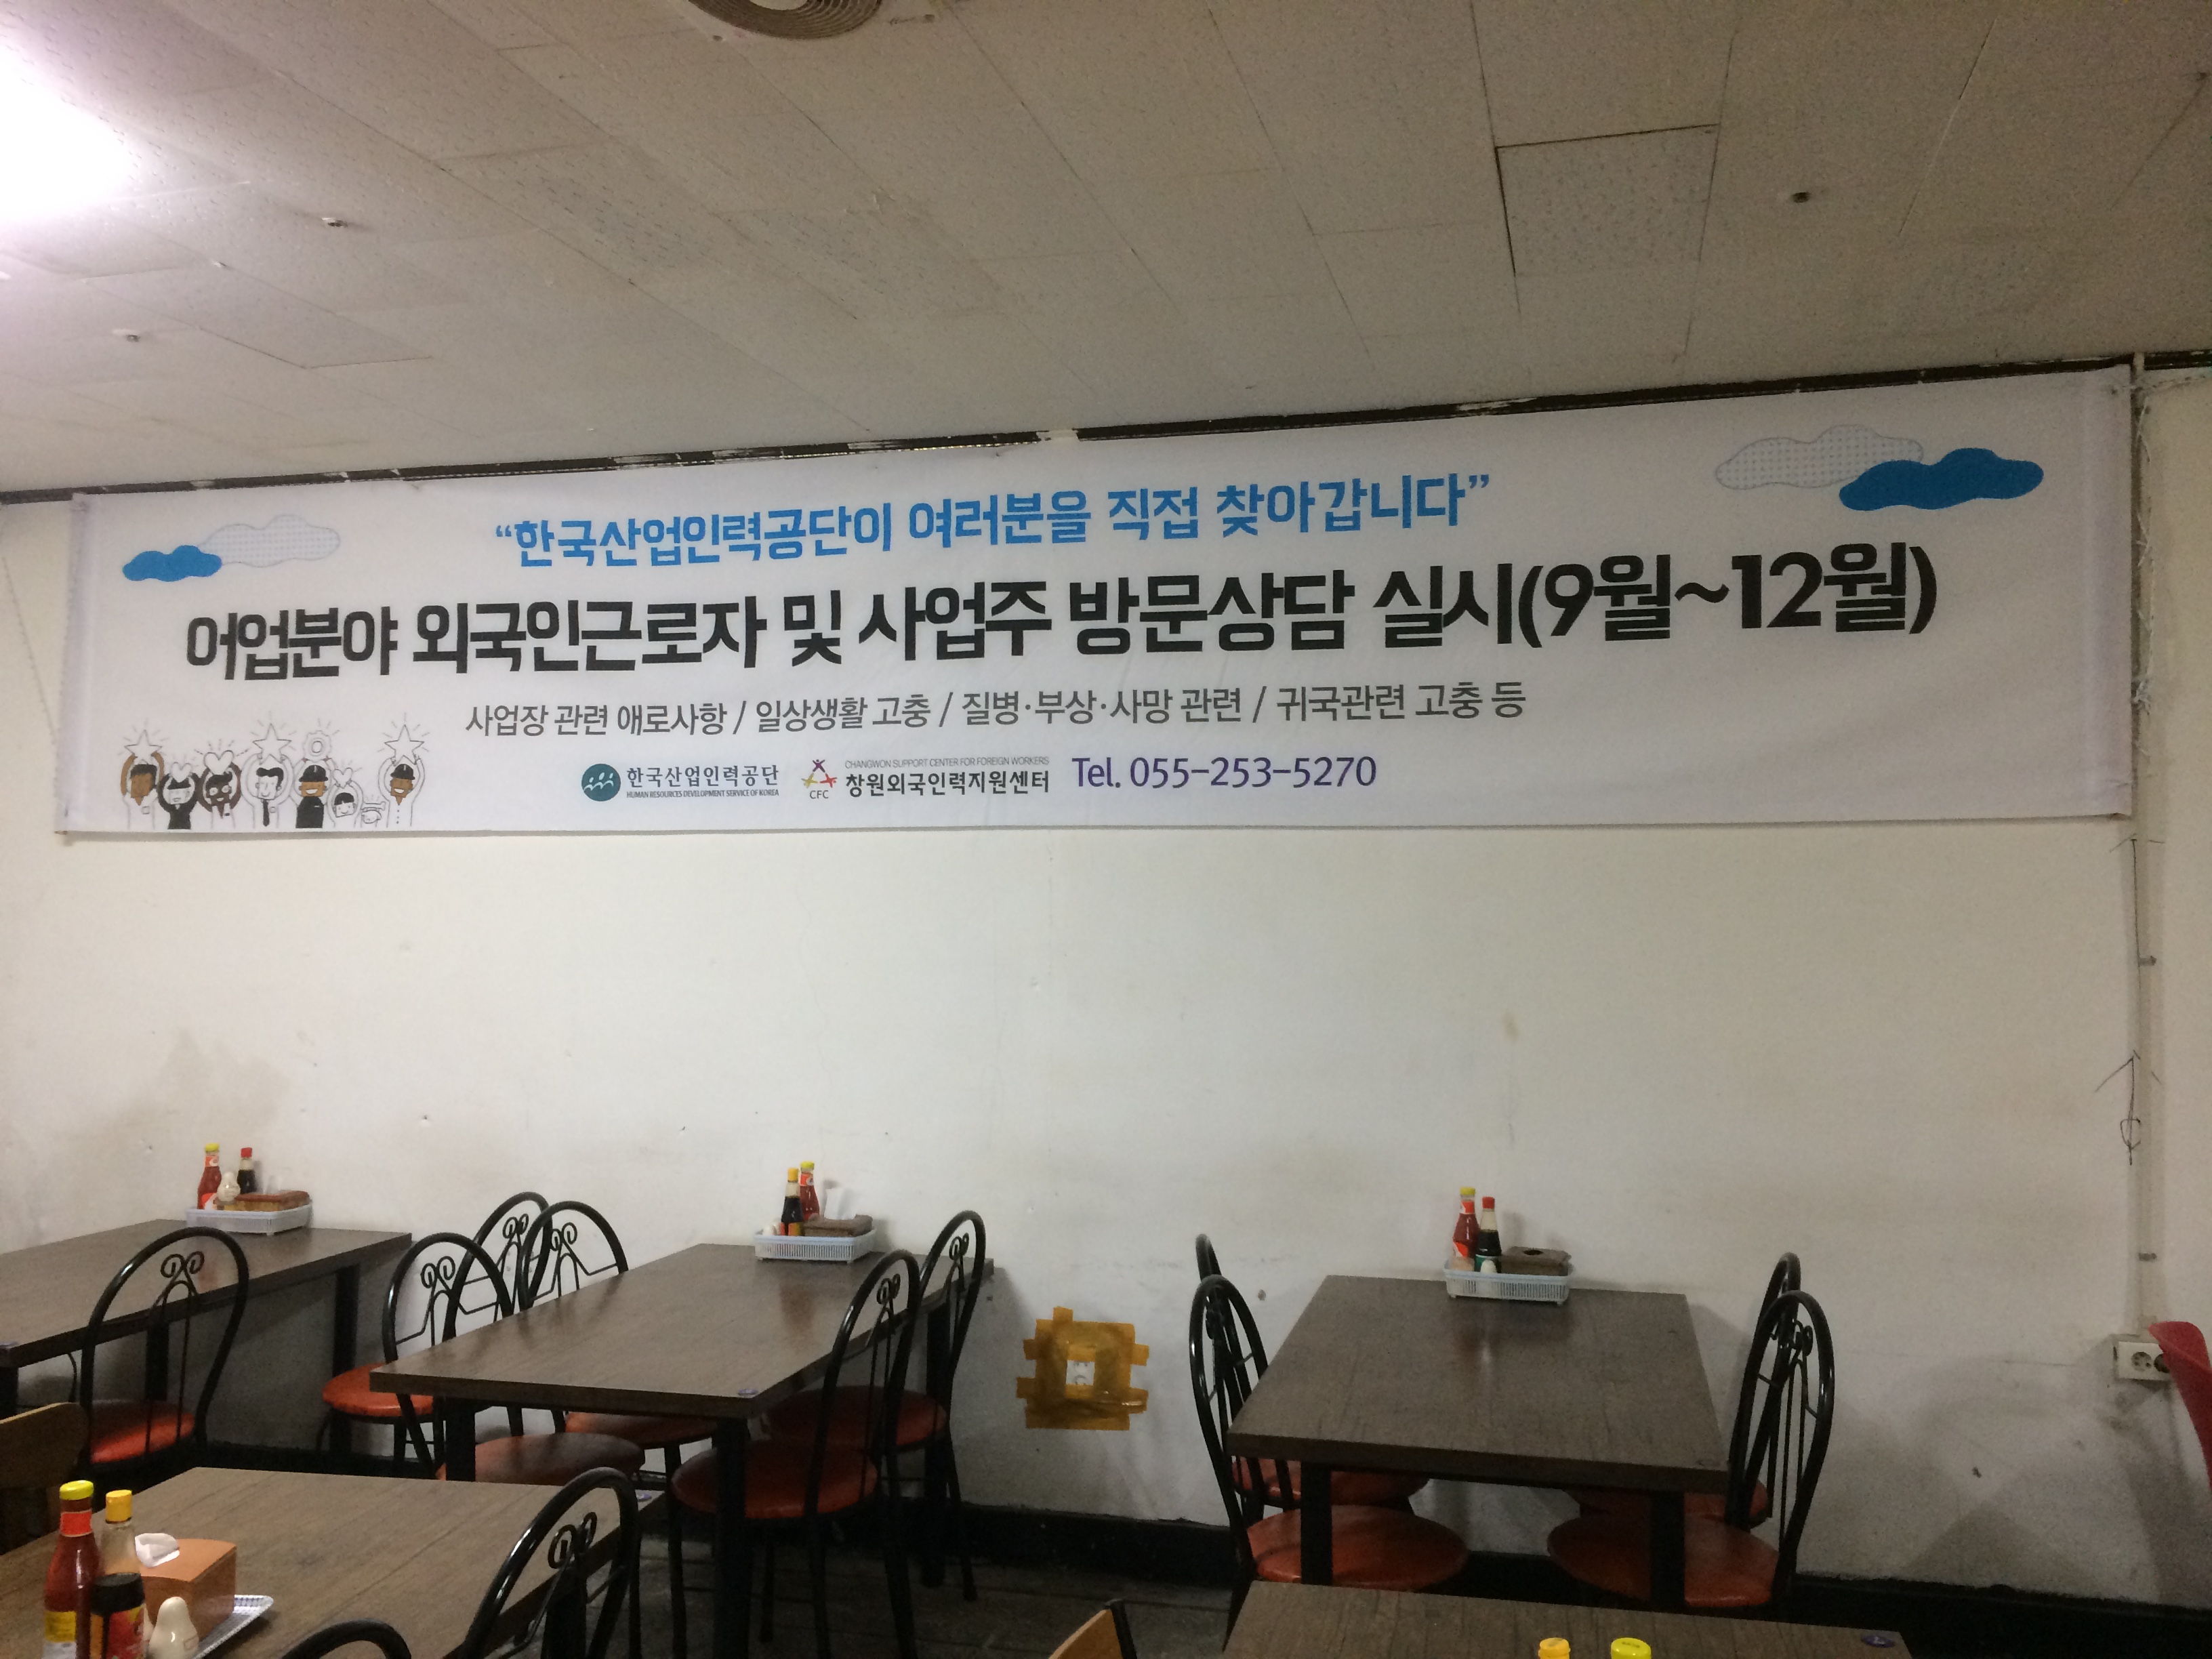 “한국산업인력공단이 여러분을 직접 찾아갑니다”
어업분야 외국인근로자 및 사업주 방문상담 실시(9월~12월)
사업장 관련 애로사항 / 일상생활 고충 / 질병·부상·사망 관련 / 귀국관련 고충 등
한국산업인력공단
HUMAN RESOURCES DEVELOPMENT SERVICE OF KOREA
CFC
CHANGWON SUPPORT CENTER FOR FOREIGN WORKERS
창원외국인력지원센터
Tel. 055-253-5270